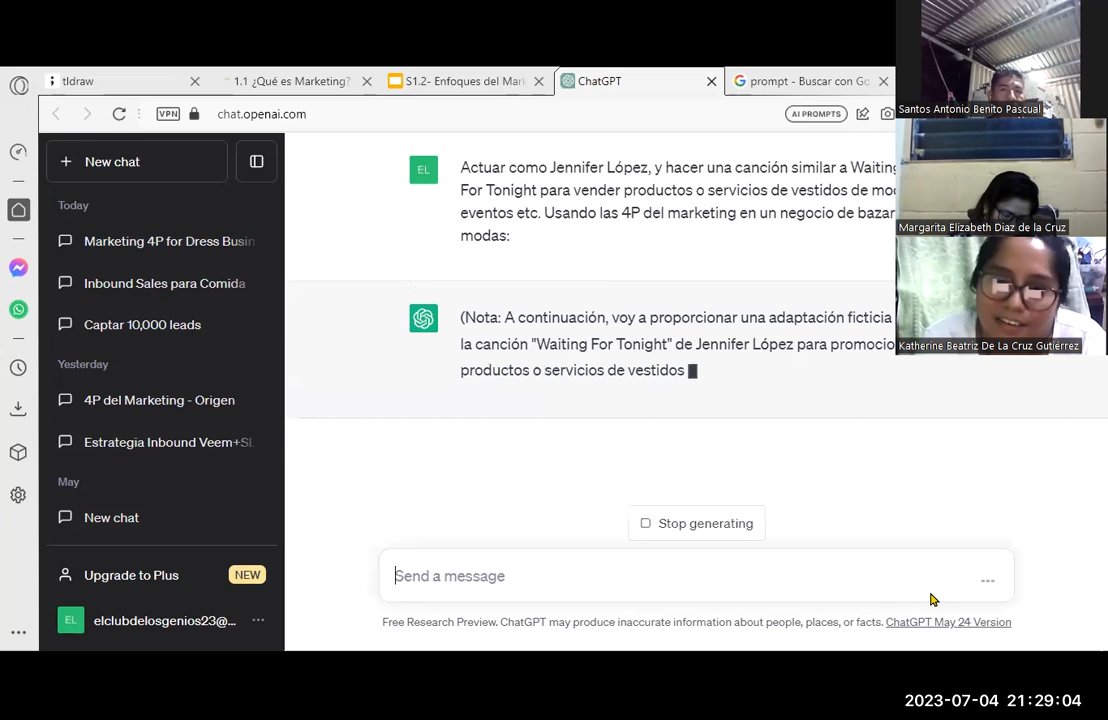 tldraw
1.1 ¿Qué es Marketing?
S1.2- Enfoques del Mark
ChatGPT
prompt - Buscar con Go
VPN
chat.openai.com
AI PROMPTS
New chat
Today
Marketing 4P for Dress Busin
Inbound Sales para Comida
Captar 10,000 leads
Yesterday
4P del Marketing - Origen
Estrategia Inbound Veem+SL
May
New chat
Upgrade to Plus NEW
EL elclubdelosgenios23@...
EL
Actuar como Jennifer López, y hacer una canción similar a Waiting
For Tonight para vender productos o servicios de vestidos de mod
eventos etc. Usando las 4P del marketing en un negocio de bazar
modas:
(Nota: A continuación, voy a proporcionar una adaptación ficticia
la canción "Waiting For Tonight" de Jennifer López para promocio
productos o servicios de vestidos
Stop generating
Send a message
Free Research Preview. ChatGPT may produce inaccurate information about people, places, or facts. ChatGPT May 24 Version
Santos Antonio Benito Pascual
Margarita Elizabeth Diaz de la Cruz
Katherine Beatriz De La Cruz Gutiérrez
2023-07-04 21:29:04